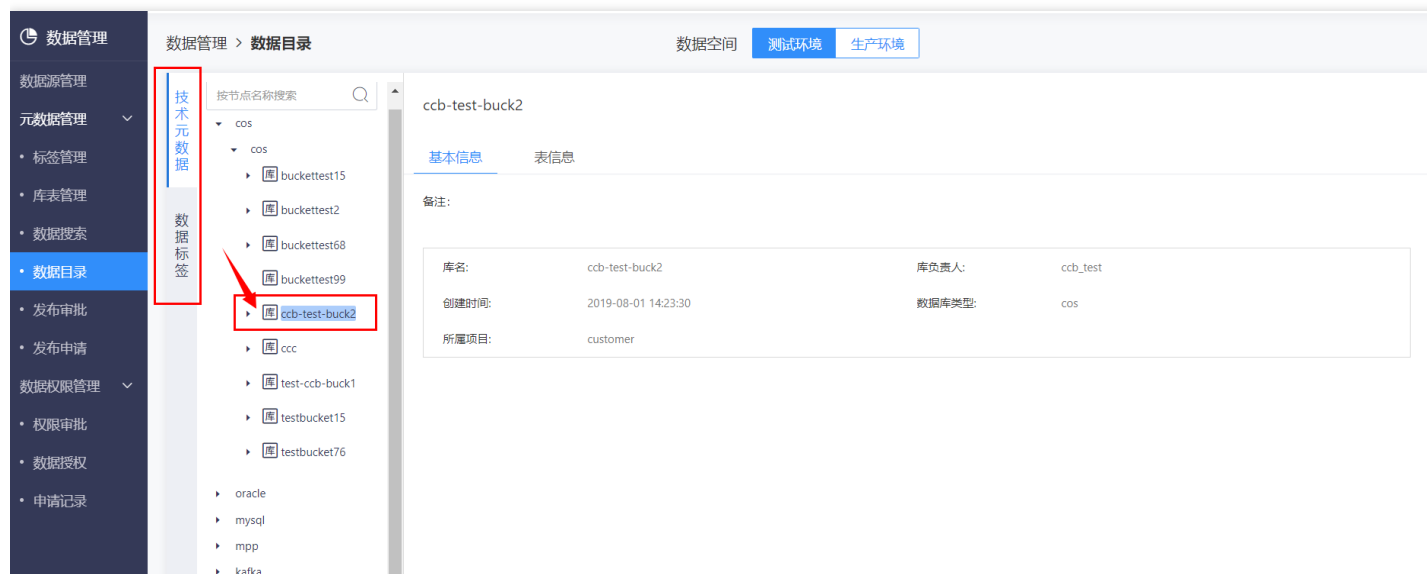 数据管理
数据源管理
元数据管理
• 标签管理
• 库表管理
• 数据搜索
• 数据目录
• 发布审批
• 发布申请
数据权限管理
• 权限审批
• 数据授权
• 申请记录
数据管理 > 数据目录
数据空间 测试环境 生产环境
技术元数据
数据标签
按节点名称搜索
cos
cos
库 buckettest15
库 buckettest2
库 buckettest68
库 buckettest99
库 ccb-test-buck2
库 ccc
库 test-ccb-buck1
库 testbucket15
库 testbucket76
oracle
mysql
mpp
kafka
ccb-test-buck2
基本信息 表信息
备注:
库名: ccb-test-buck2 库负责人: ccb_test
创建时间: 2019-08-01 14:23:30 数据库类型: cos
所属项目: customer